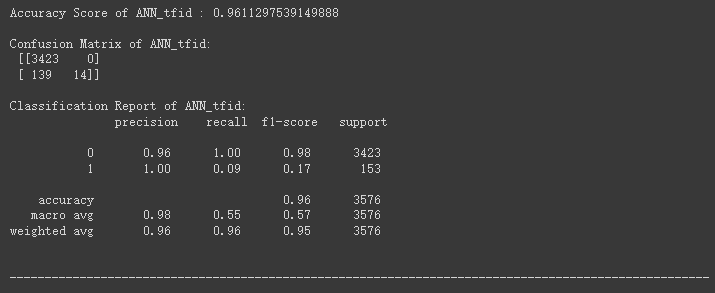 Accuracy Score of ANN_tfid : 0.9611297539149888
Confusion Matrix of ANN_tfid:
[[3423    0]
[ 139   14]]
Classification Report of ANN_tfid:
precision    recall  f1-score   support
0       0.96      1.00      0.98      3423
1       1.00      0.09      0.17       153
accuracy                           0.96      3576
macro avg       0.98      0.55      0.57      3576
weighted avg       0.96      0.96      0.95      3576